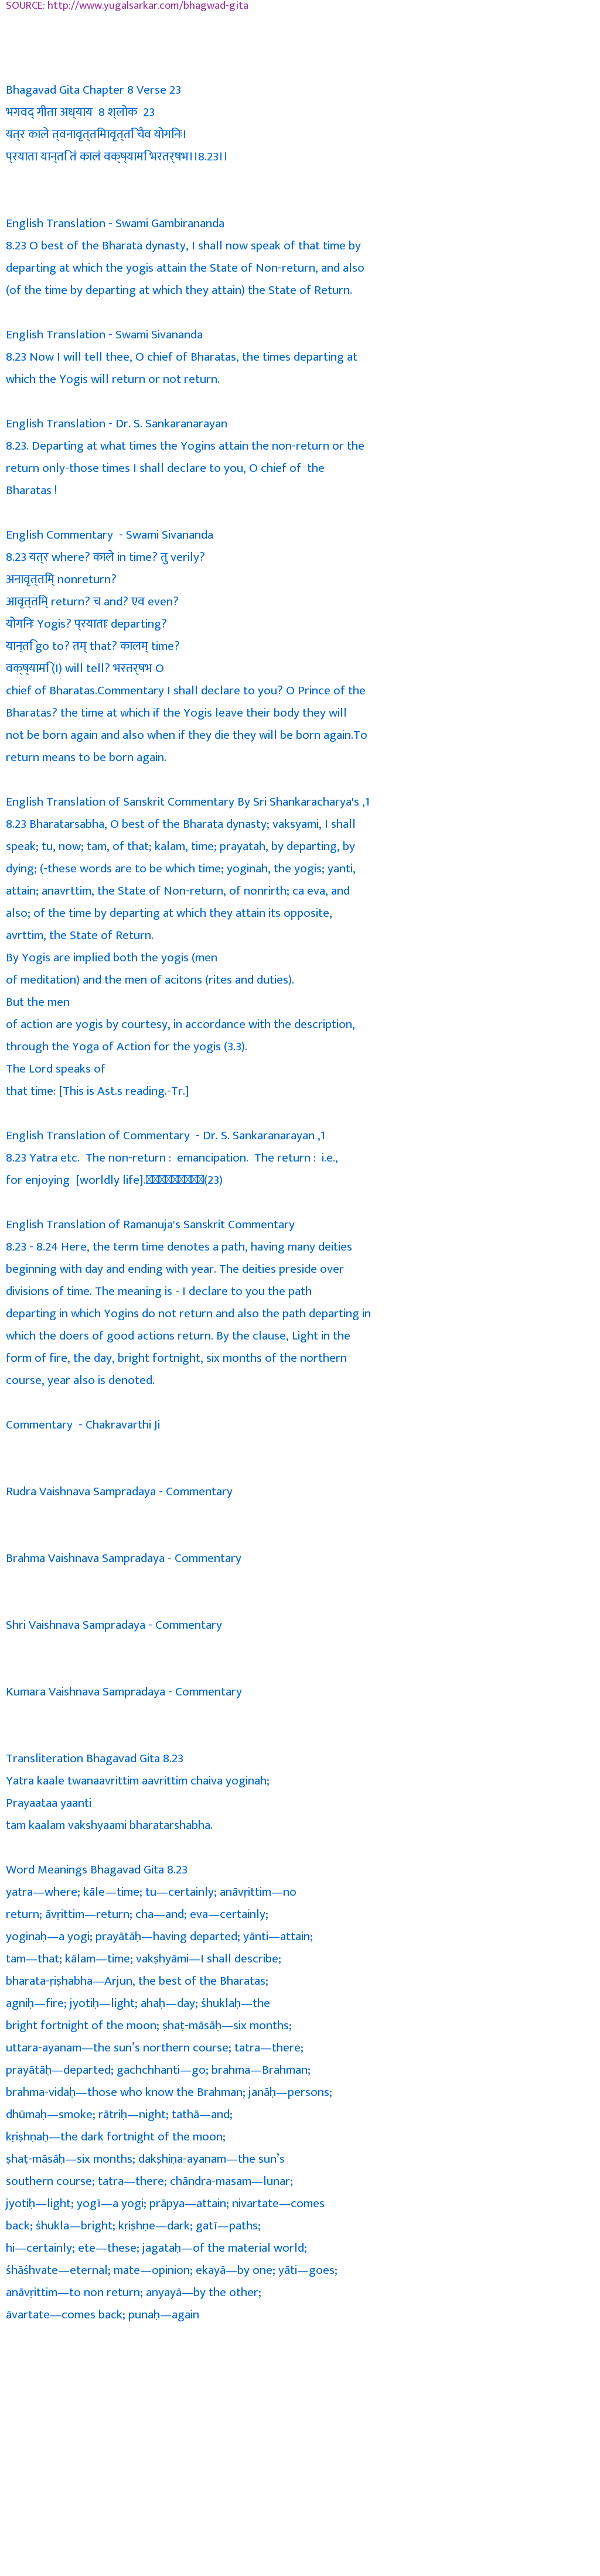 SOURCE: http://www.yugalsarkar.com/bhagwad-gita
Bhagavad Gita Chapter 8 Verse 23
भगवद् गीता अध्याय 8 श्लोक 23
यत्र काले त्वनावृत्तिमावृत्तिं चैव योगिनः।
प्रयाता यान्ति तं कालं वक्ष्यामि भरतर्षभ।।8.23।।
English Translation - Swami Gambirananda
8.23 O best of the Bharata dynasty, I shall now speak of that time by
departing at which the yogis attain the State of Non-return, and also
(of the time by departing at which they attain) the State of Return.
English Translation - Swami Sivananda
8.23 Now I will tell thee, O chief of Bharatas, the times departing at
which the Yogis will return or not return.
English Translation - Dr. S. Sankaranarayan
8.23. Departing at what times the Yogins attain the non-return or the
return only-those times I shall declare to you, O chief of the
Bharatas !
English Commentary - Swami Sivananda
8.23 यत्र where? काले in time? तु verily?
अनावृत्तिम् nonreturn?
आवृत्तिम् return? च and? एव even?
योगिनः Yogis? प्रयाताः departing?
यान्ति go to? तम् that? कालम् time?
वक्ष्यामि (I) will tell? भरतर्षभ O
chief of Bharatas.Commentary I shall declare to you? O Prince of the
Bharatas? the time at which if the Yogis leave their body they will
not be born again and also when if they die they will be born again.To
return means to be born again.
English Translation of Sanskrit Commentary By Sri Shankaracharya's ,1
8.23 Bharatarsabha, O best of the Bharata dynasty; vaksyami, I shall
speak; tu, now; tam, of that; kalam, time; prayatah, by departing, by
dying; (-these words are to be which time; yoginah, the yogis; yanti,
attain; anavrttim, the State of Non-return, of nonrirth; ca eva, and
also; of the time by departing at which they attain its opposite,
avrttim, the State of Return.
By Yogis are implied both the yogis (men
of meditation) and the men of acitons (rites and duties).
But the men
of action are yogis by courtesy, in accordance with the description,
through the Yoga of Action for the yogis (3.3).
The Lord speaks of
that time: [This is Ast.s reading.-Tr.]
English Translation of Commentary - Dr. S. Sankaranarayan ,1
8.23 Yatra etc. The non-return : emancipation. The return : i.e.,
for enjoying [worldly life].(23)
English Translation of Ramanuja's Sanskrit Commentary
8.23 - 8.24 Here, the term time denotes a path, having many deities
beginning with day and ending with year. The deities preside over
divisions of time. The meaning is - I declare to you the path
departing in which Yogins do not return and also the path departing in
which the doers of good actions return. By the clause, Light in the
form of fire, the day, bright fortnight, six months of the northern
course, year also is denoted.
Commentary - Chakravarthi Ji
Rudra Vaishnava Sampradaya - Commentary
Brahma Vaishnava Sampradaya - Commentary
Shri Vaishnava Sampradaya - Commentary
Kumara Vaishnava Sampradaya - Commentary
Transliteration Bhagavad Gita 8.23
Yatra kaale twanaavrittim aavrittim chaiva yoginah;
Prayaataa yaanti
tam kaalam vakshyaami bharatarshabha.
Word Meanings Bhagavad Gita 8.23
yatra—where; kāle—time; tu—certainly; anāvṛittim—no
return; āvṛittim—return; cha—and; eva—certainly;
yoginaḥ—a yogi; prayātāḥ—having departed; yānti—attain;
tam—that; kālam—time; vakṣhyāmi—I shall describe;
bharata-ṛiṣhabha—Arjun, the best of the Bharatas;
agniḥ—fire; jyotiḥ—light; ahaḥ—day; śhuklaḥ—the
bright fortnight of the moon; ṣhaṭ-māsāḥ—six months;
uttara-ayanam—the sun’s northern course; tatra—there;
prayātāḥ—departed; gachchhanti—go; brahma—Brahman;
brahma-vidaḥ—those who know the Brahman; janāḥ—persons;
dhūmaḥ—smoke; rātriḥ—night; tathā—and;
kṛiṣhṇaḥ—the dark fortnight of the moon;
ṣhaṭ-māsāḥ—six months; dakṣhiṇa-ayanam—the sun’s
southern course; tatra—there; chāndra-masam—lunar;
jyotiḥ—light; yogī—a yogi; prāpya—attain; nivartate—comes
back; śhukla—bright; kṛiṣhṇe—dark; gatī—paths;
hi—certainly; ete—these; jagataḥ—of the material world;
śhāśhvate—eternal; mate—opinion; ekayā—by one; yāti—goes;
anāvṛittim—to non return; anyayā—by the other;
āvartate—comes back; punaḥ—again